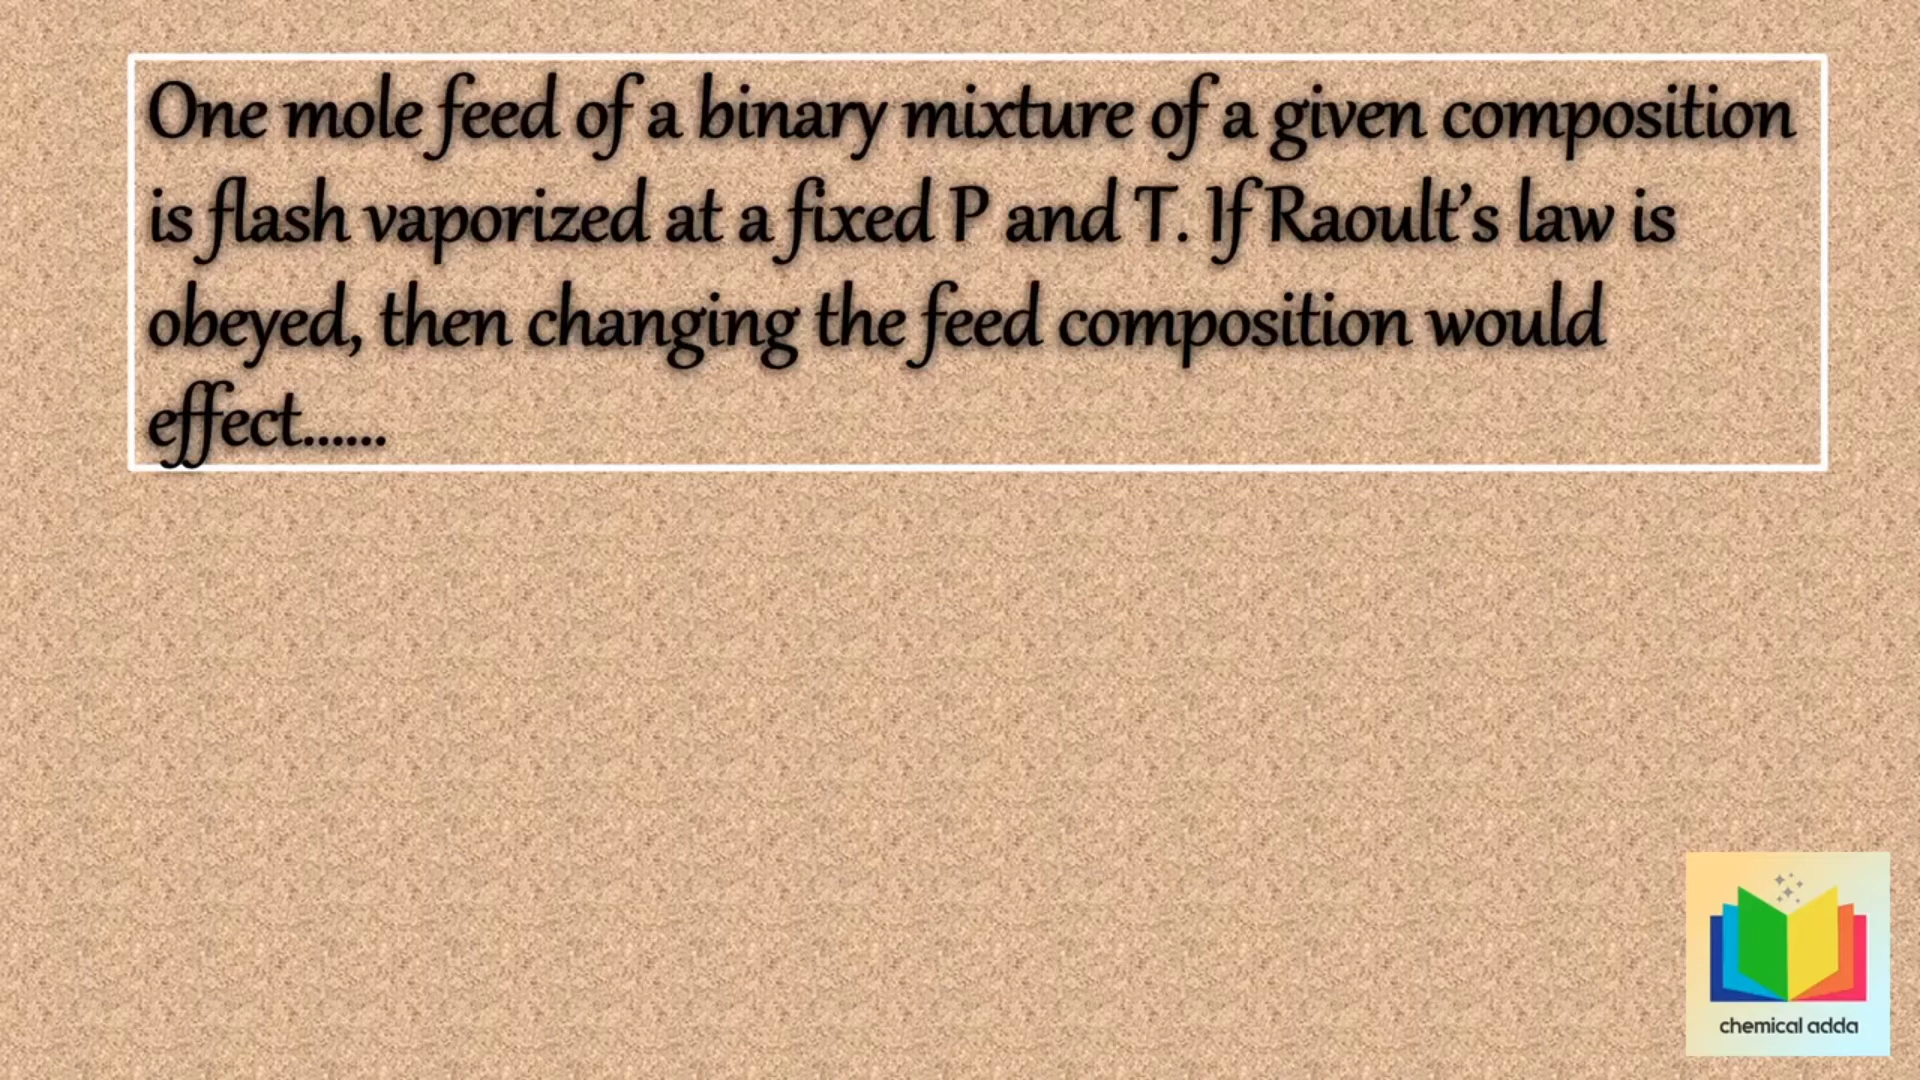 One mole feed of a binary mixture of a given composition
is flash vaporized at a fixed P and T. If Raoult’s law is
obeyed, then changing the feed composition would
effect......
chemical adda